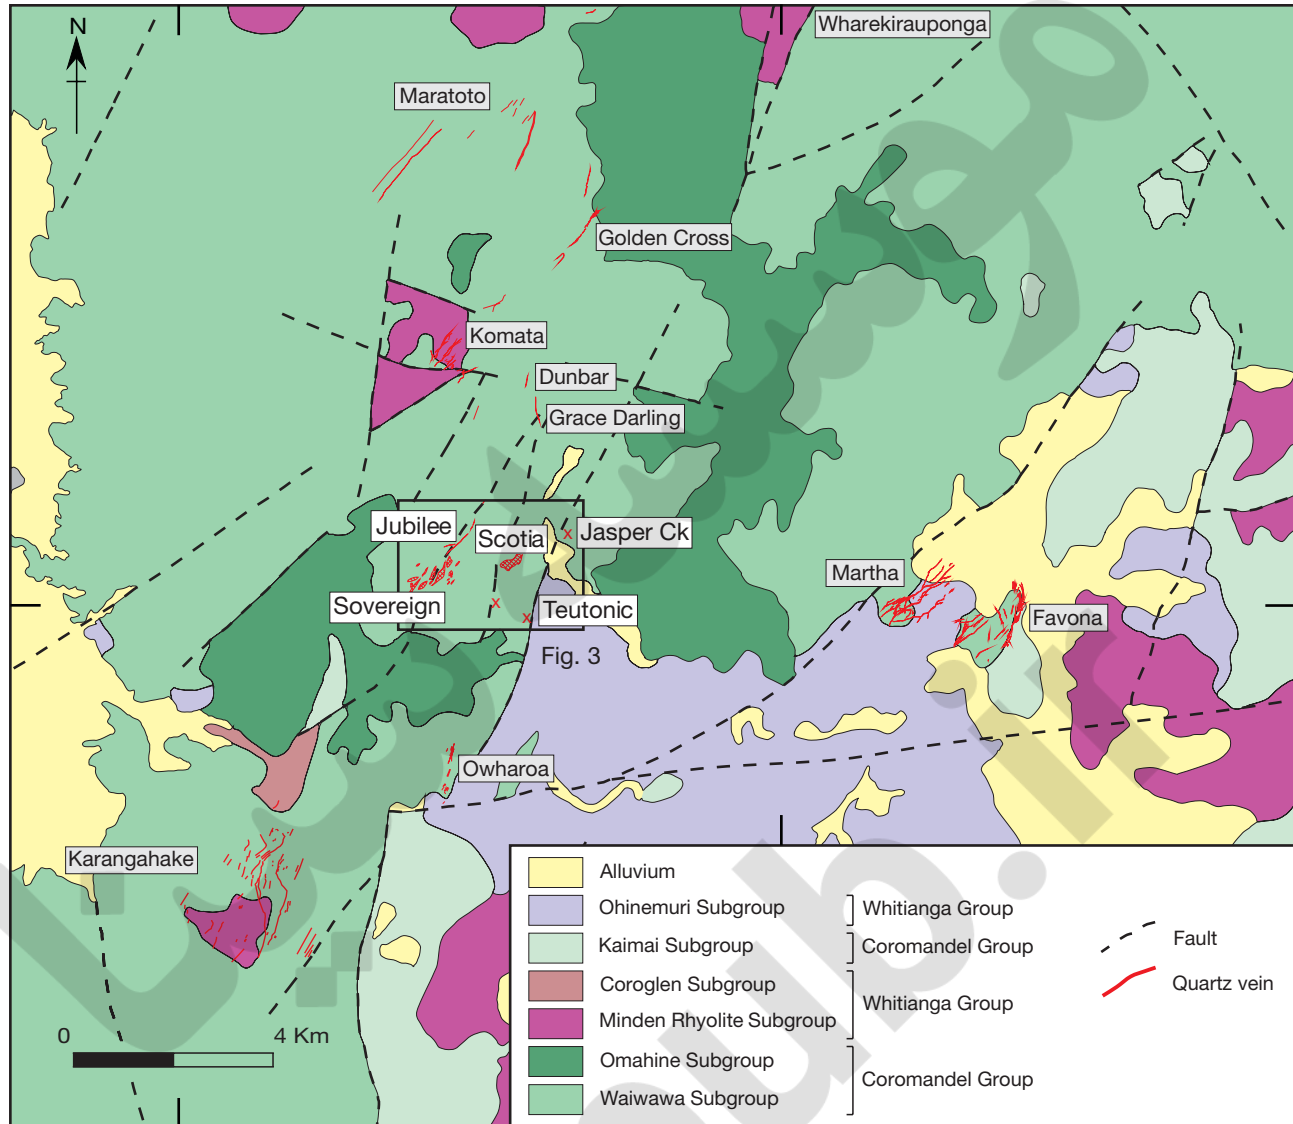 N
Wharekirauponga
Maratoto
Golden Cross
Komata
Dunbar
Grace Darling
Jubilee
Scotia
Jasper Ck
Sovereign
Teutonic
Fig. 3
Martha
Favona
Owharoa
Karangahake
0 4 Km
Alluvium
Ohinemuri Subgroup Whitianga Group
Kaimai Subgroup Coromandel Group
Coroglen Subgroup
Whitianga Group
Minden Rhyolite Subgroup
Omahine Subgroup
Coromandel Group
Waiwawa Subgroup
Fault
Quartz vein